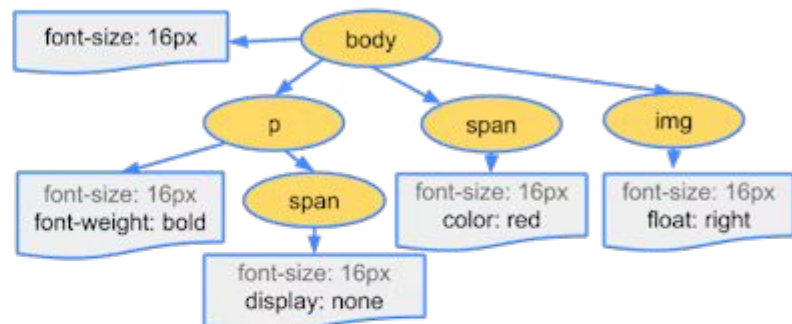 font-size: 16px
body
p
span
img
font-size: 16px
font-weight: bold
span
font-size: 16px
color: red
font-size: 16px
float: right
font-size: 16px
display: none